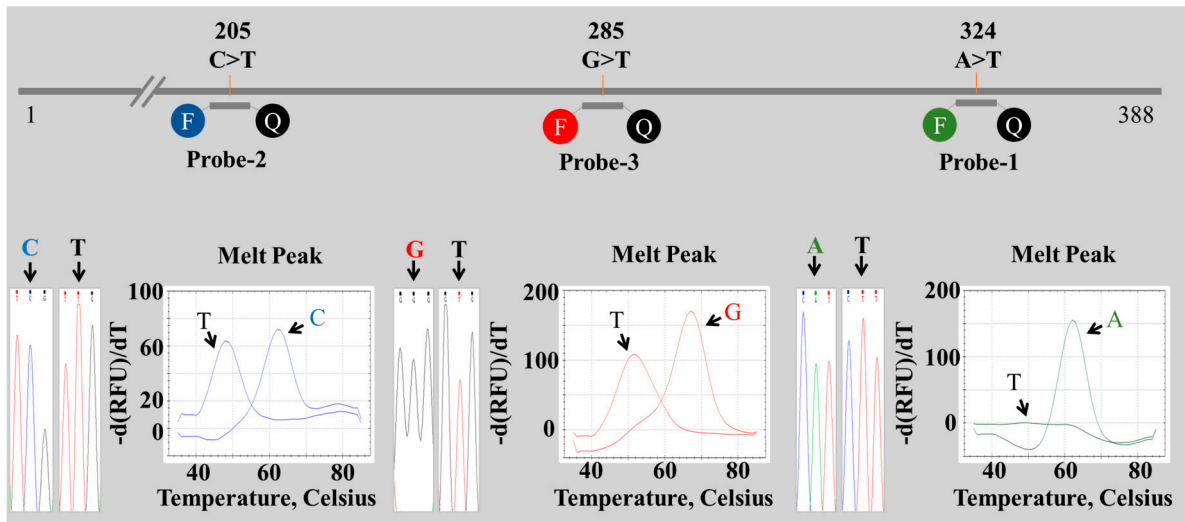 205
C>T
285
G>T
324
A>T
1
388
F
Q
F
Q
F
Q
Probe-2
Probe-3
Probe-1
C
T
T C G
T T G
Melt Peak
100
60
20
0
T
C
40 60 80
-d(RFU)/dT
Temperature, Celsius
G
T
G G G
G T G
Melt Peak
200
100
0
T
G
40 60 80
-d(RFU)/dT
Temperature, Celsius
A
T
C A T
C T T
Melt Peak
200
100
0
T
A
40 60 80
-d(RFU)/dT
Temperature, Celsius